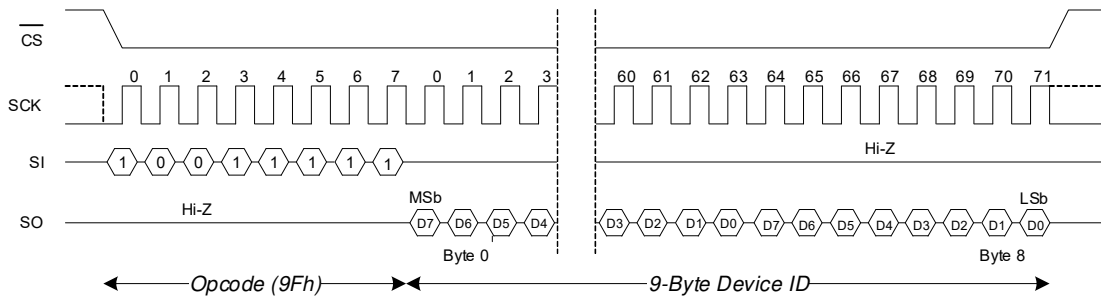 CS
0 1 2 3 4 5 6 7 0 1 2 3 60 61 62 63 64 65 66 67 68 69 70 71
SCK
Hi-Z
SI 1 0 0 1 1 1 1 1
MSb LSb
Hi-Z
SO D7 D6 D5 D4 D3 D2 D1 D0 D7 D6 D5 D4 D3 D2 D1 D0
Byte 0 Byte 8
Opcode (9Fh) 9-Byte Device ID